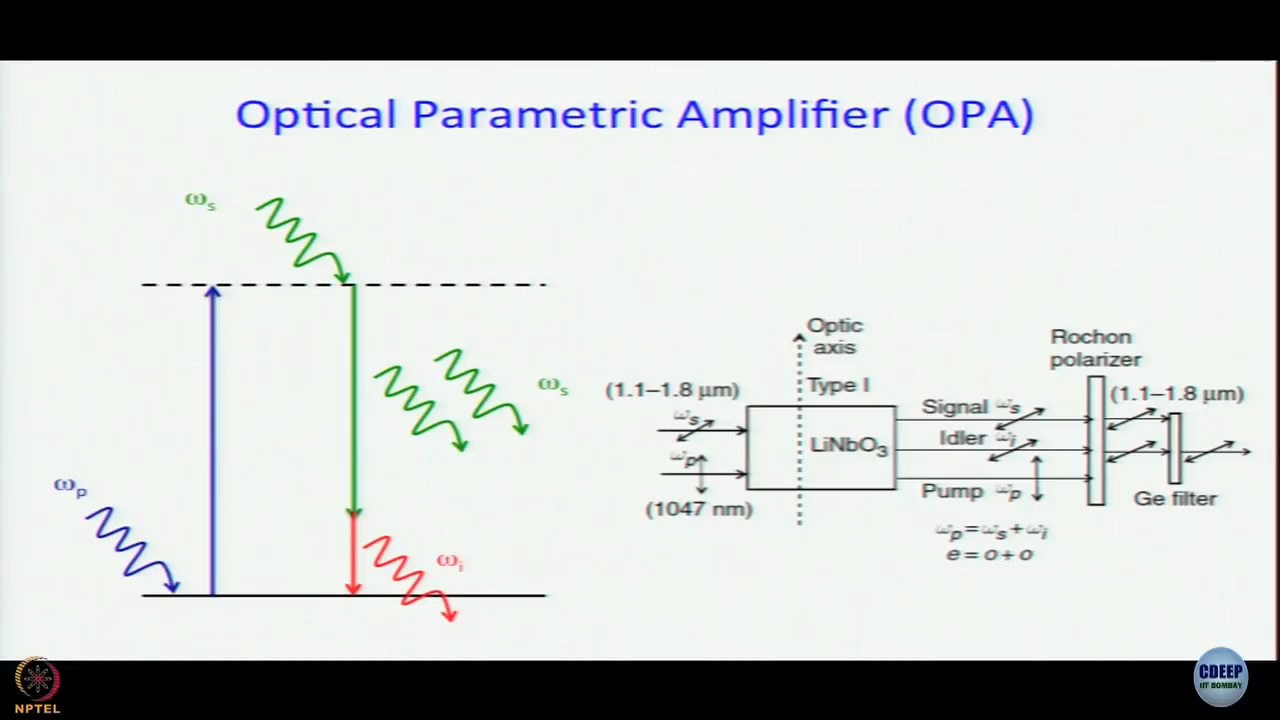 Optical Parametric Amplifier (OPA)
ωs
ωs
ωp
ωi
Optic
axis
Type I
(1.1–1.8 μm)
ωs
ωp
(1047 nm)
LiNbO3
Signal ωs
Idler ωi
Pump ωp
ωp=ωs+ωi
e=o+o
Rochon
polarizer
(1.1–1.8 μm)
Ge filter
NPTEL
CDEEP
IIT BOMBAY